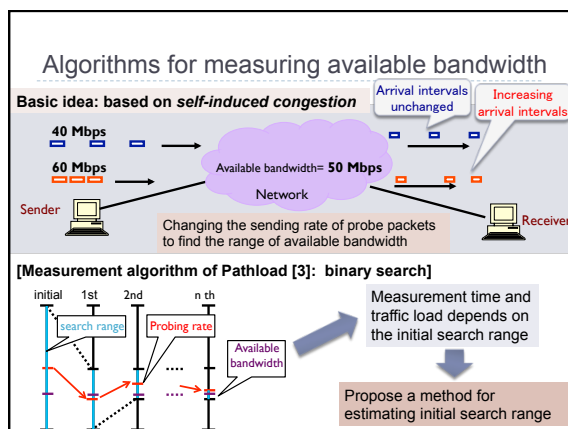 Algorithms for measuring available bandwidth
Basic idea: based on self-induced congestion
Arrival intervals
unchanged
Increasing
arrival intervals
40 Mbps
60 Mbps
Available bandwidth= 50 Mbps
Network
Sender
Receiver
Changing the sending rate of probe packets
to find the range of available bandwidth
[Measurement algorithm of Pathload [3]: binary search]
initial
1st
2nd
n th
search range
Probing rate
Available
bandwidth
Measurement time and
traffic load depends on
the initial search range
Propose a method for
estimating initial search range